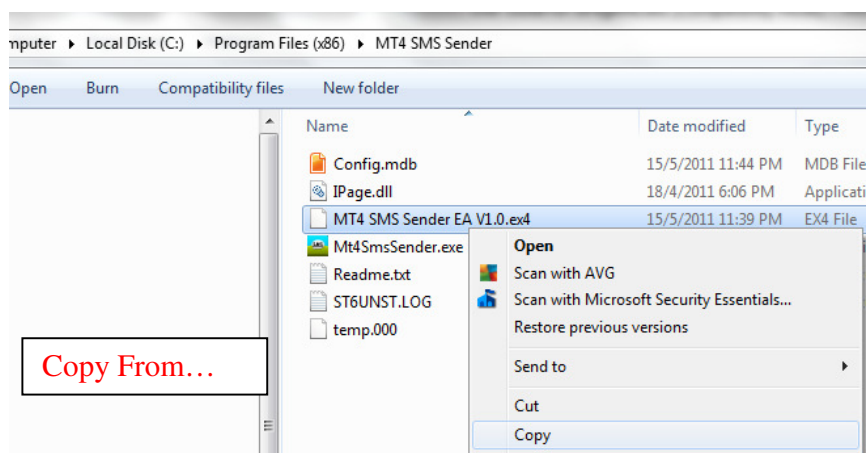 mputer ▸ Local Disk (C:) ▸ Program Files (x86) ▸ MT4 SMS Sender
Open Burn Compatibility files New folder
Name Date modified Type
Config.mdb 15/5/2011 11:44 PM MDB File
IPage.dll 18/4/2011 6:06 PM Applicati
MT4 SMS Sender EA V1.0.ex4 15/5/2011 11:39 PM EX4 File
Mt4SmsSender.exe
Readme.txt
ST6UNST.LOG
temp.000
Open
Scan with AVG
Scan with Microsoft Security Essentials...
Restore previous versions
Send to
Cut
Copy
Copy From…